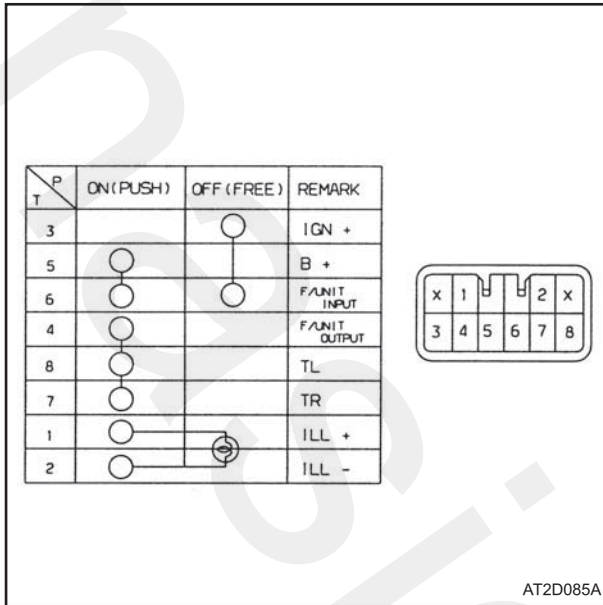 P
T ON(PUSH) OFF(FREE) REMARK
3 IGN +
5 B +
6 F/UNIT INPUT
4 F/UNIT OUTPUT
8 TL
7 TR
1 ILL +
2 ILL -
X 1 2 X
3 4 5 6 7 8
AT2D085A